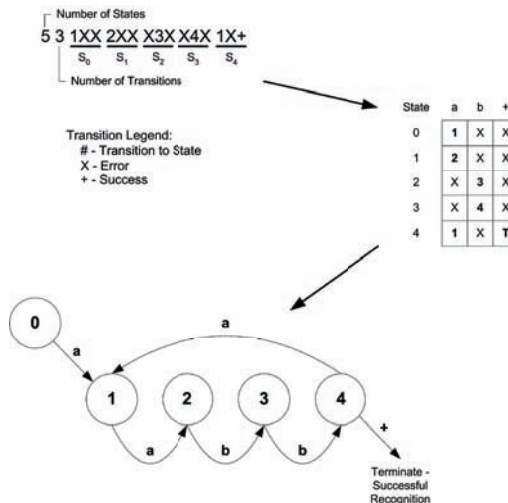 Number of States
5 3 1XX 2XX X3X X4X 1X+
S0 S1 S2 S3 S4
Number of Transitions
Transition Legend:
# - Transition to State
X - Error
+ - Success
State a b +
0 1 X X
1 2 X X
2 X 3 X
3 X 4 X
4 1 X T
0
a
a
1 2 3 4
a b b
+
Terminate -
Successful
Recognition